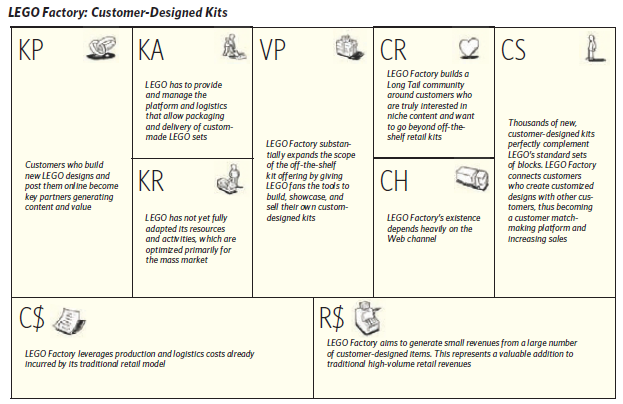 LEGO Factory: Customer-Designed Kits
KP
Customers who build
new LEGO designs and
post them online become
key partners generating
content and value
KA
LEGO has to provide
and manage the
platform and logistics
that allow packaging
and delivery of custom-
made LEGO sets
KR
LEGO has not yet fully
adapted its resources
and activities, which are
optimized primarily for
the mass market
VP
LEGO Factory substan-
tially expands the scope
of the off-the-shelf
kit offering by giving
LEGO fans the tools to
build, showcase, and
sell their own custom-
designed kits
CR
LEGO Factory builds a
Long Tail community
around customers who
are truly interested in
niche content and want
to go beyond off-the-
shelf retail kits
CH
LEGO Factory's existence
depends heavily on the
Web channel
CS
Thousands of new,
customer-designed kits
perfectly complement
LEGO's standard sets
of blocks. LEGO Factory
connects customers
who create customized
designs with other cus-
tomers, thus becoming
a customer match-
making platform and
increasing sales
C$
LEGO Factory leverages production and logistics costs already
incurred by its traditional retail model
R$
LEGO Factory aims to generate small revenues from a large number
of customer-designed items. This represents a valuable addition to
traditional high-volume retail revenues